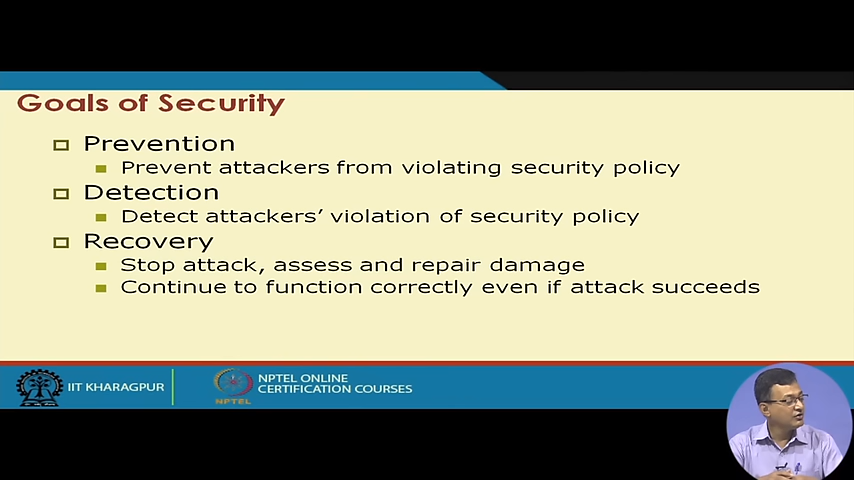 Goals of Security
Prevention
Prevent attackers from violating security policy
Detection
Detect attackers’ violation of security policy
Recovery
Stop attack, assess and repair damage
Continue to function correctly even if attack succeeds
IIT KHARAGPUR
NPTEL
NPTEL ONLINE
CERTIFICATION COURSES